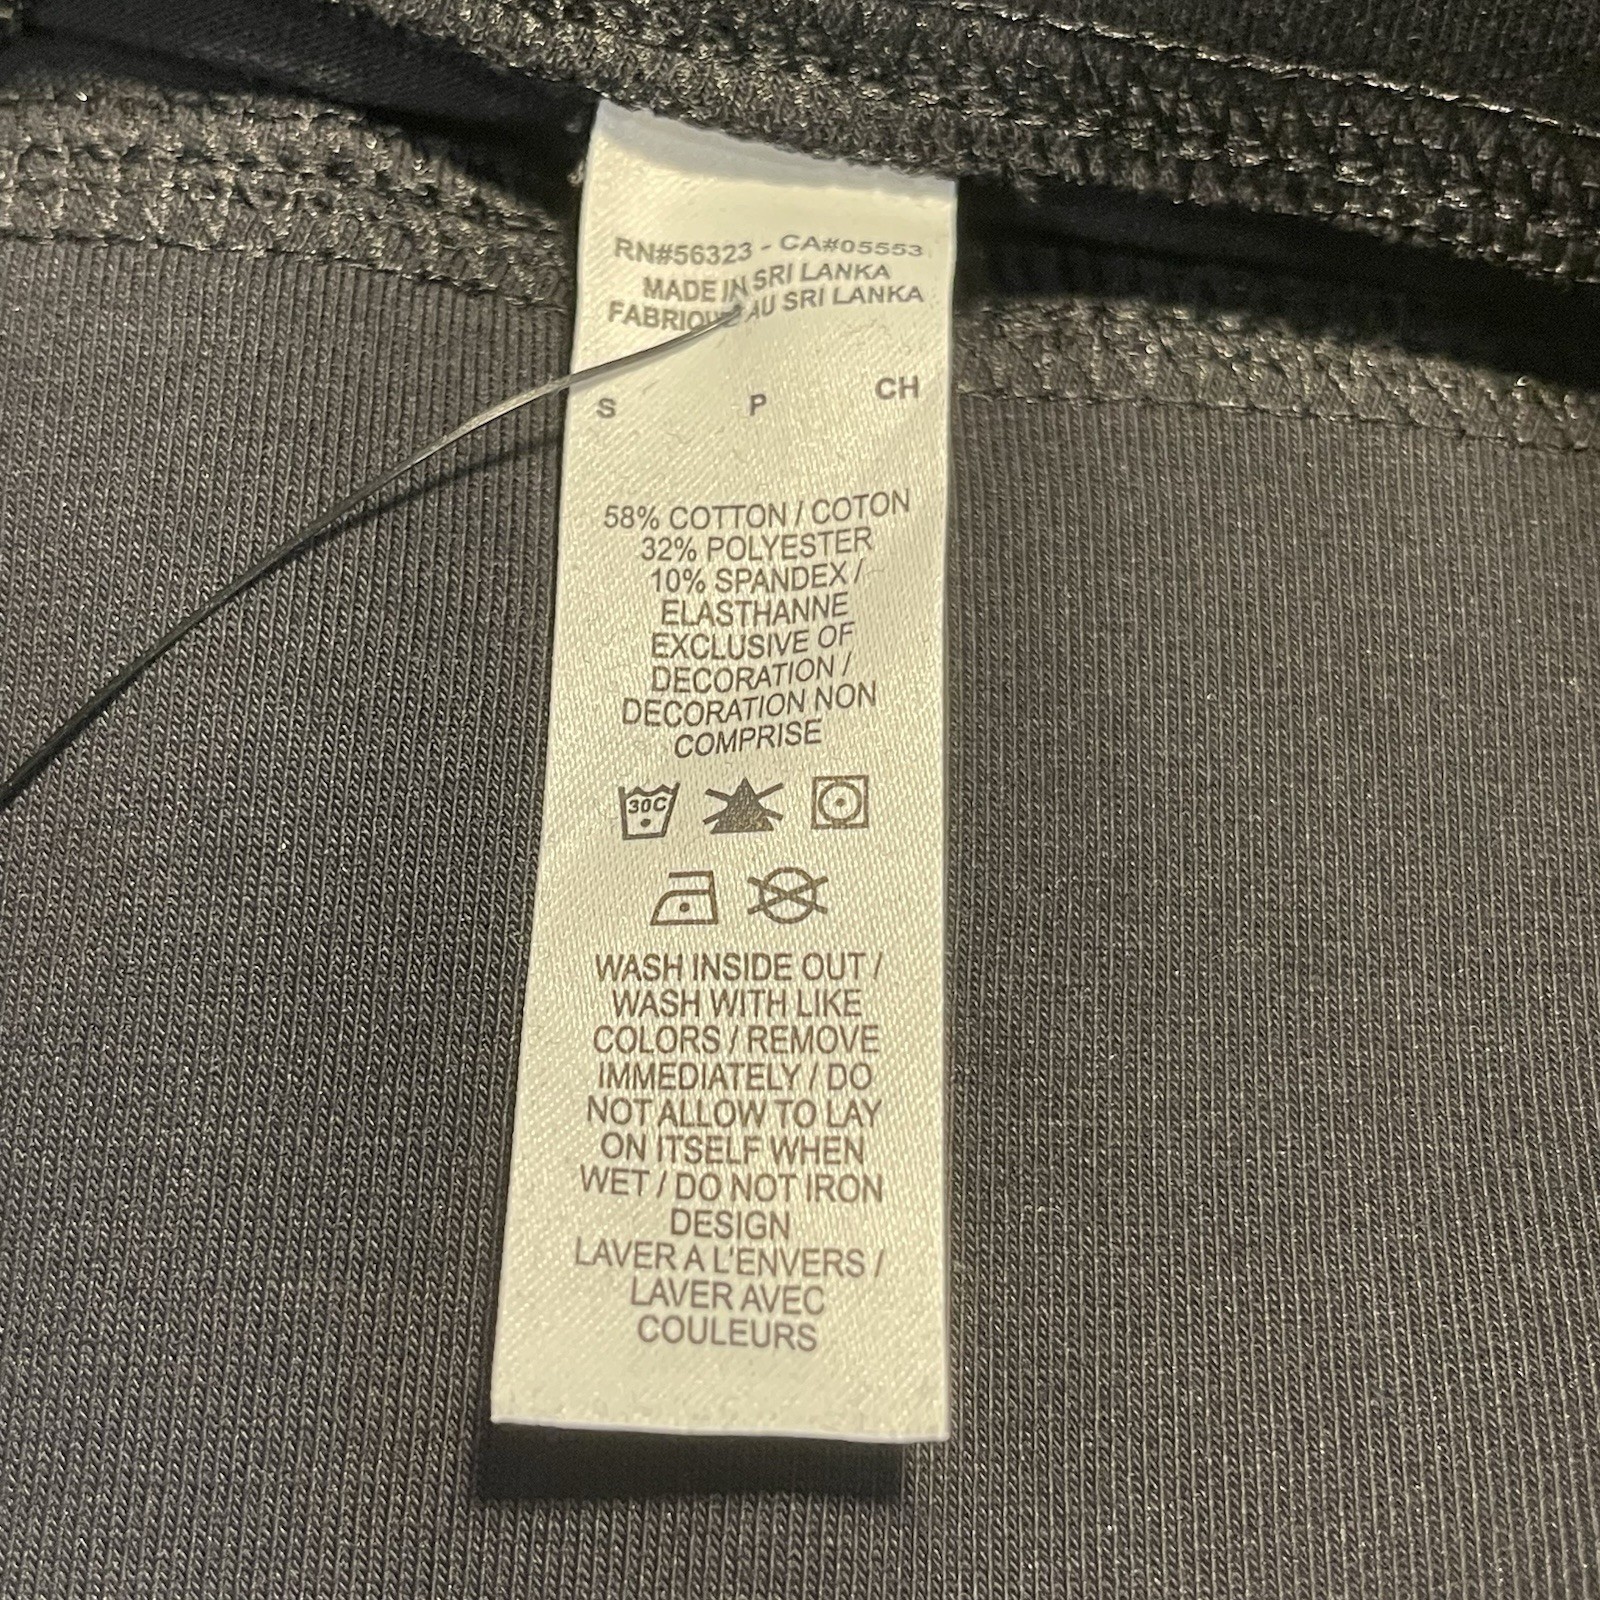 RN#56323 - CA#05553
MADE IN SRI LANKA
FABRIQUE AU SRI LANKA
S P CH
58% COTTON / COTON
32% POLYESTER
10% SPANDEX /
ELASTHANNE
EXCLUSIVE OF
DECORATION /
DECORATION NON
COMPRISE
30C
WASH INSIDE OUT /
WASH WITH LIKE
COLORS / REMOVE
IMMEDIATELY / DO
NOT ALLOW TO LAY
ON ITSELF WHEN
WET / DO NOT IRON
DESIGN
LAVER A L'ENVERS /
LAVER AVEC
COULEURS